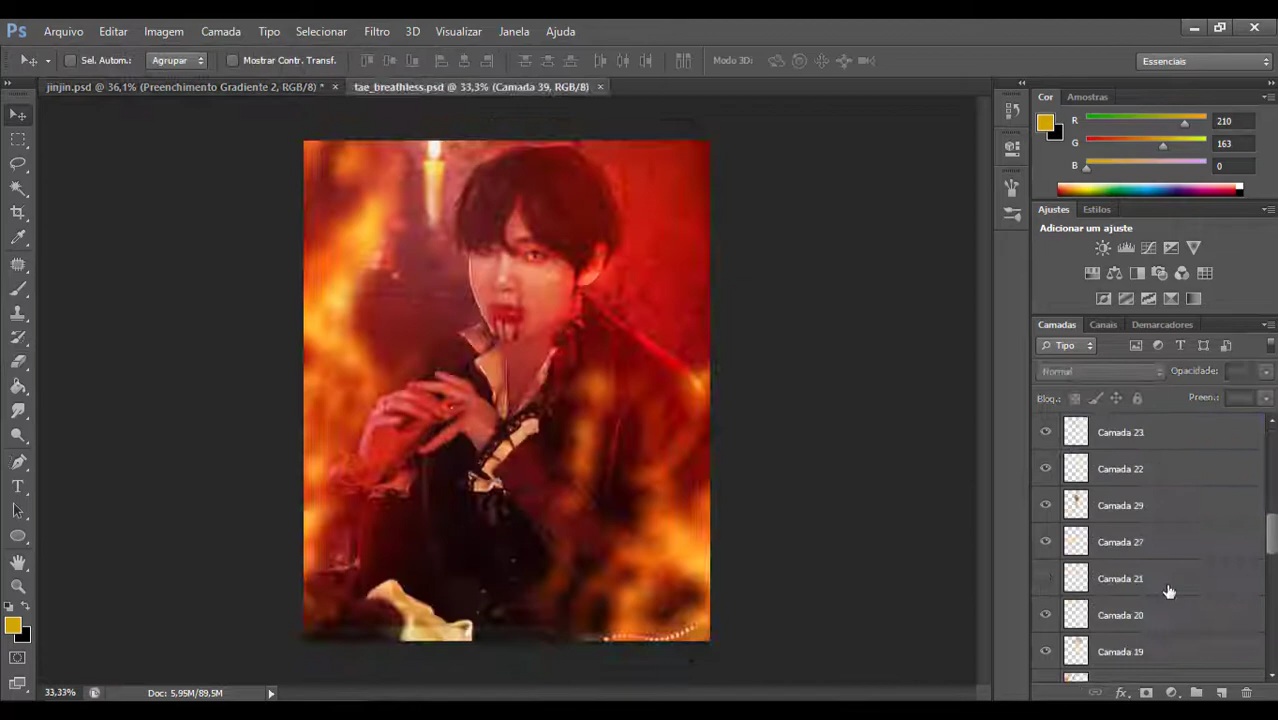 Ps Arquivo Editar Imagem Camada Tipo Selecionar Filtro 3D Visualizar Janela Ajuda
Sel. Autom.: Agrupar Mostrar Contr. Transf. Modo 3D: Essenciais
jinjin.psd @ 36,1% (Preenchimento Gradiente 2, RGB/8) * × tae_breathless.psd @ 33,3% (Camada 39, RGB/8) ×
Cor Amostras
R 210
G 163
B 0
Ajustes Estilos
Adicionar um ajuste
Camadas Canais Demarcadores
Tipo
Normal Opacidade:
Bloq.: Preen.:
Camada 23
Camada 22
Camada 29
Camada 27
Camada 21
Camada 20
Camada 19
33,33% Doc: 5,95M/89,5M